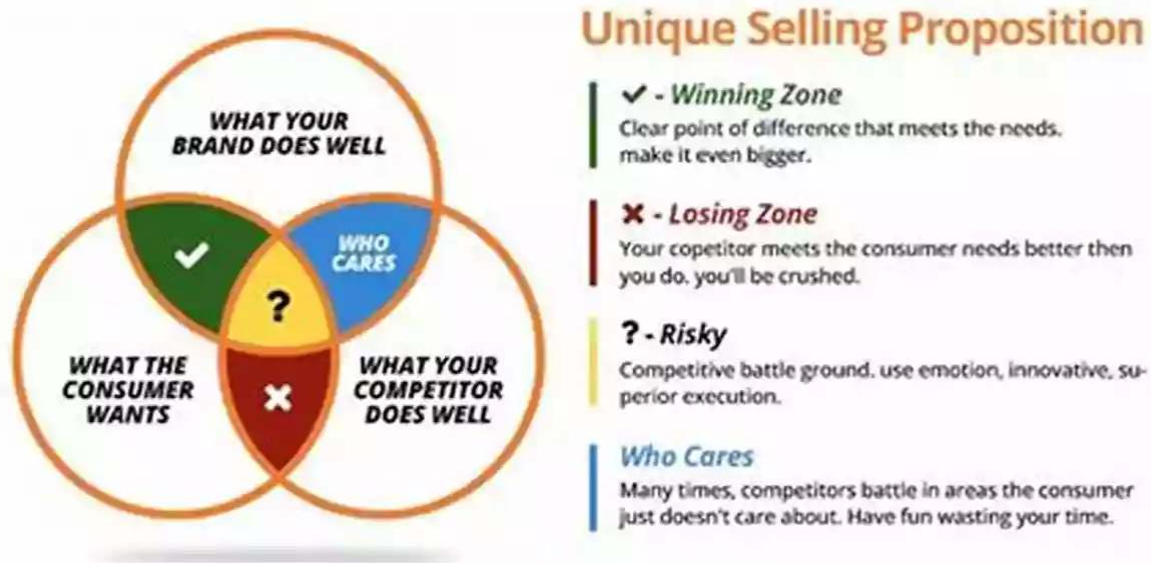 Unique Selling Proposition
WHAT YOUR
BRAND DOES WELL
WHO
CARES
?
WHAT THE
CONSUMER
WANTS
WHAT YOUR
COMPETITOR
DOES WELL
✔ - Winning Zone
Clear point of difference that meets the needs.
make it even bigger.
✖ - Losing Zone
Your copetitor meets the consumer needs better then
you do. you'll be crushed.
? - Risky
Competitive battle ground. use emotion, innovative, su-
perior execution.
Who Cares
Many times, competitors battle in areas the consumer
just doesn't care about. Have fun wasting your time.